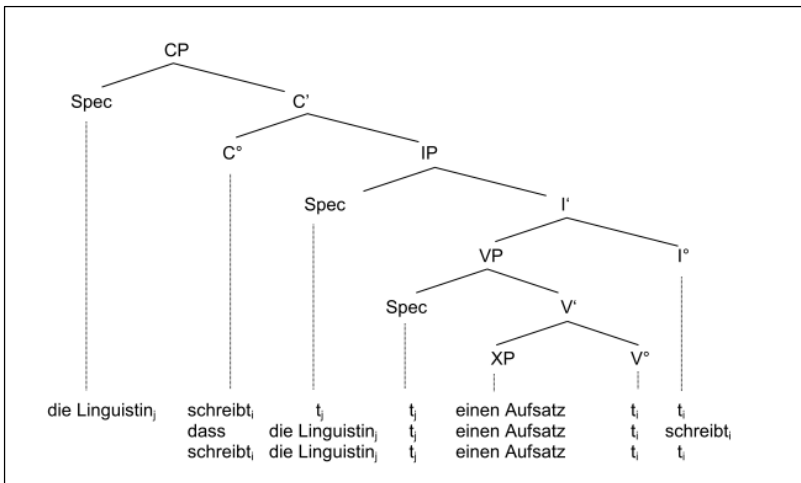 CP
Spec C'
C° IP
Spec I‘
VP I°
Spec V‘
XP V°
die Linguistinⱼ schreibtᵢ tⱼ tⱼ einen Aufsatz tᵢ tᵢ
dass die Linguistinⱼ tⱼ einen Aufsatz tᵢ schreibtᵢ
schreibtᵢ die Linguistinⱼ tⱼ einen Aufsatz tᵢ tᵢ